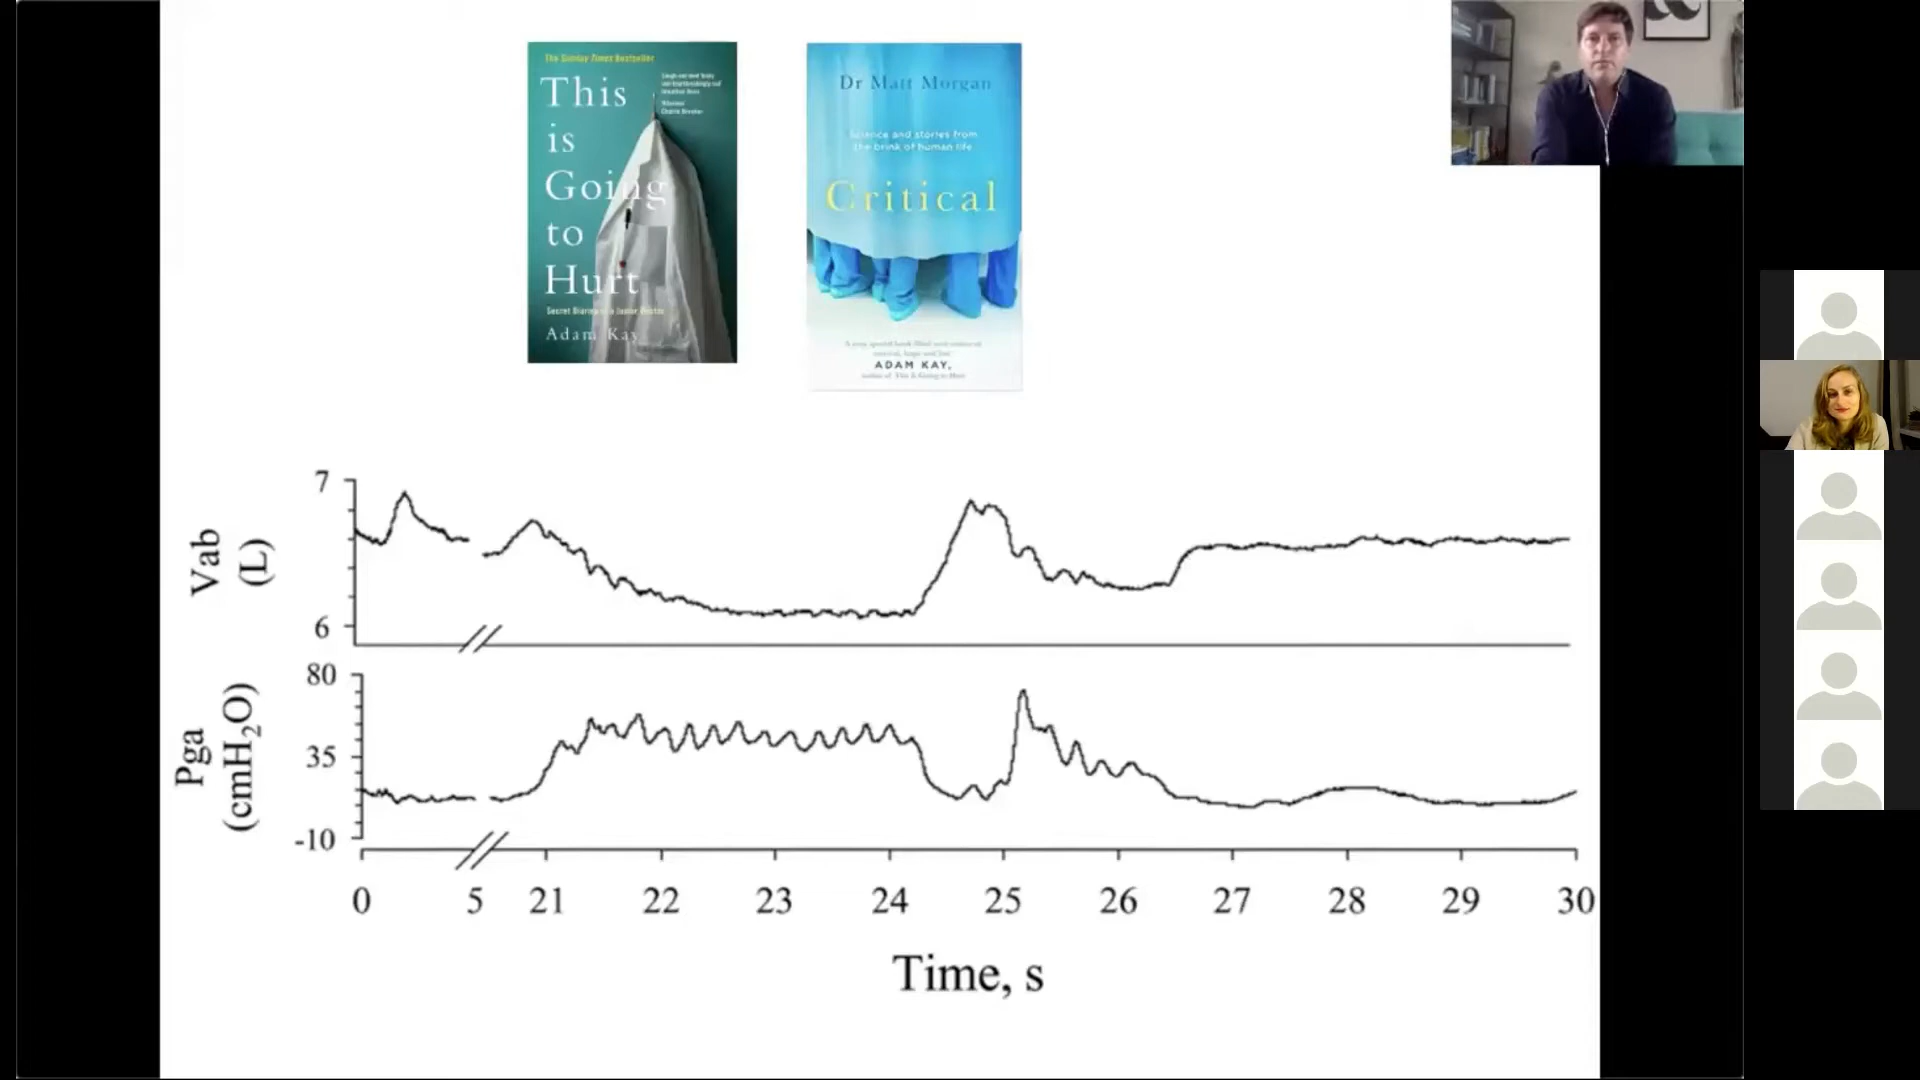 The Sunday Times Bestseller
This
is
Going
to
Hurt
Adam Kay
Dr Matt Morgan
Science and stories from
the brink of human life
Critical
ADAM KAY,
&
7
6
Vab
(L)
80
35
-10
Pga
(cmH₂O)
0 5 21 22 23 24 25 26 27 28 29 30
Time, s